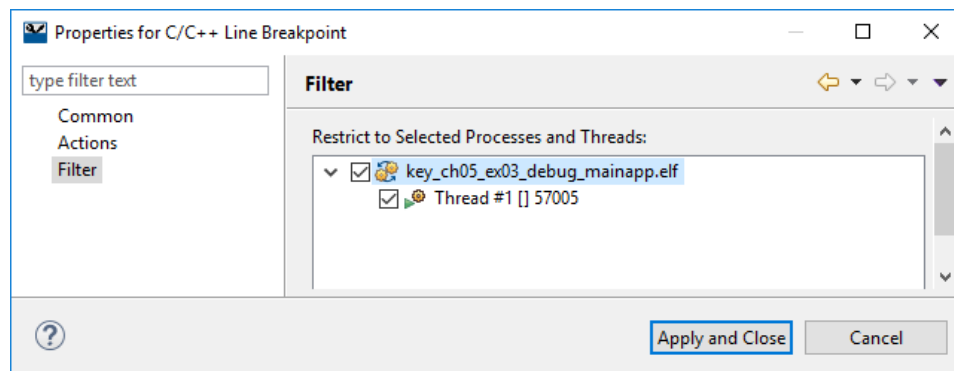 Properties for C/C++ Line Breakpoint
type filter text
Common
Actions
Filter
Filter
Restrict to Selected Processes and Threads:
key_ch05_ex03_debug_mainapp.elf
Thread #1 [] 57005
?
Apply and Close
Cancel